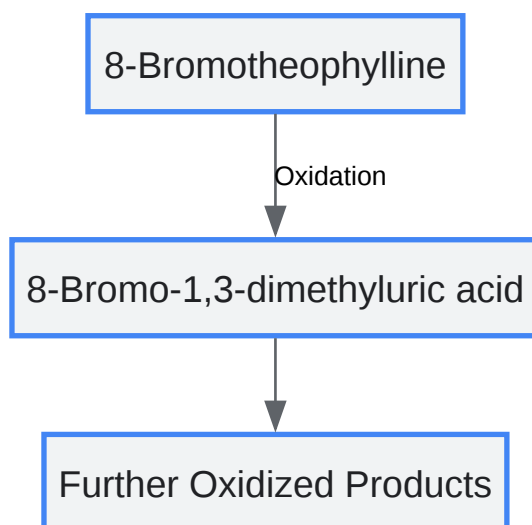 8-Bromotheophylline
Oxidation
8-Bromo-1,3-dimethyluric acid
Further Oxidized Products